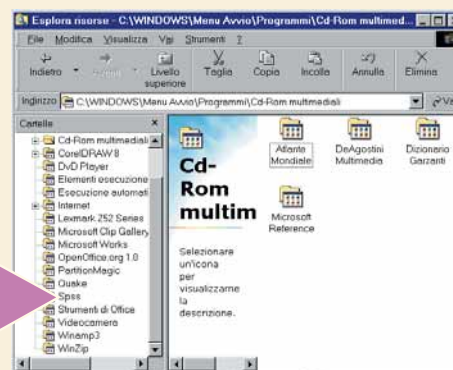 Esplora risorse - C:\WINDOWS\Menu Avvio\Programmi\Cd-Rom multimed...
File Modifica Visualizza Vai Strumenti ?
Indietro Avanti Livello superiore Taglia Copia Incolla Annulla Elimina
Indirizzo C:\WINDOWS\Menu Avvio\Programmi\Cd-Rom multimediali
Cartelle
Cd-Rom multimediali
CorelDRAW 8
DvD Player
Elementi esecuzione
Esecuzione automati
Internet
Lexmark Z52 Series
Microsoft Clip Gallery
Microsoft Works
OpenOffice.org 1.0
PartitionMagic
Quake
Spss
Strumenti di Office
Videocamera
Winamp3
WinZip
Cd-
Rom
multim
Selezionare
un'icona
per
visualizzarne
la
descrizione.
Atlante
Mondiale
DeAgostini
Multimedia
Dizionario
Garzanti
Microsoft
Reference